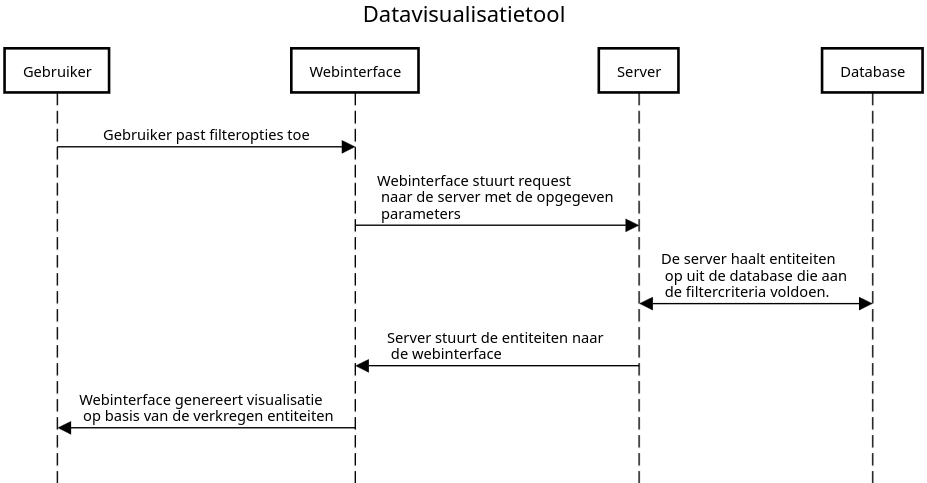 Datavisualisatietool
Gebruiker
Webinterface
Server
Database
Gebruiker past filteropties toe
Webinterface stuurt request
naar de server met de opgegeven
parameters
De server haalt entiteiten
op uit de database die aan
de filtercriteria voldoen.
Server stuurt de entiteiten naar
de webinterface
Webinterface genereert visualisatie
op basis van de verkregen entiteiten